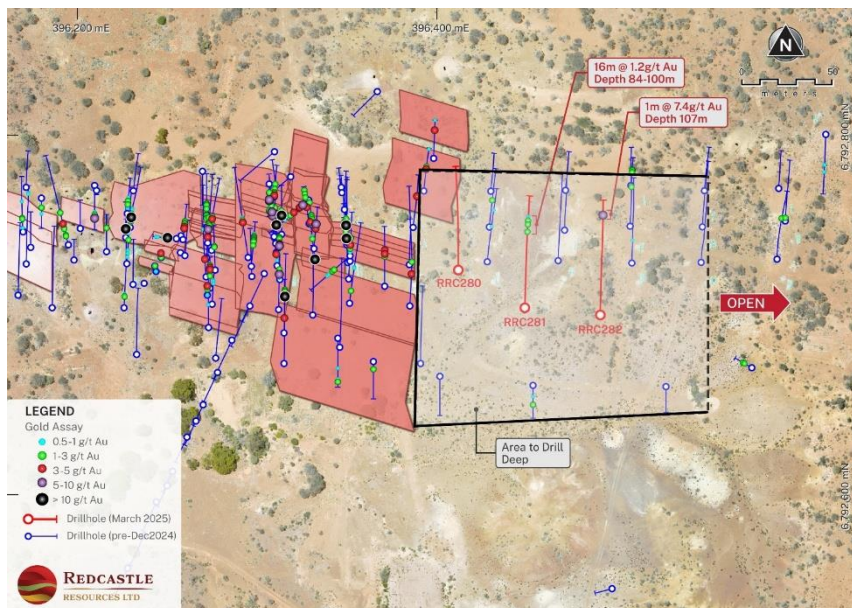 396,200 mE
396,400 mE
N
0
50
meters
16m @ 1.2g/t Au
Depth 84-100m
1m @ 7.4g/t Au
Depth 107m
6,792,800 mN
RRC280
RRC281
RRC282
OPEN
Area to Drill
Deep
6,792,600 mN
LEGEND
Gold Assay
0.5-1 g/t Au
1-3 g/t Au
3-5 g/t Au
5-10 g/t Au
> 10 g/t Au
Drillhole (March 2025)
Drillhole (pre-Dec2024)
REDCASTLE
RESOURCES LTD